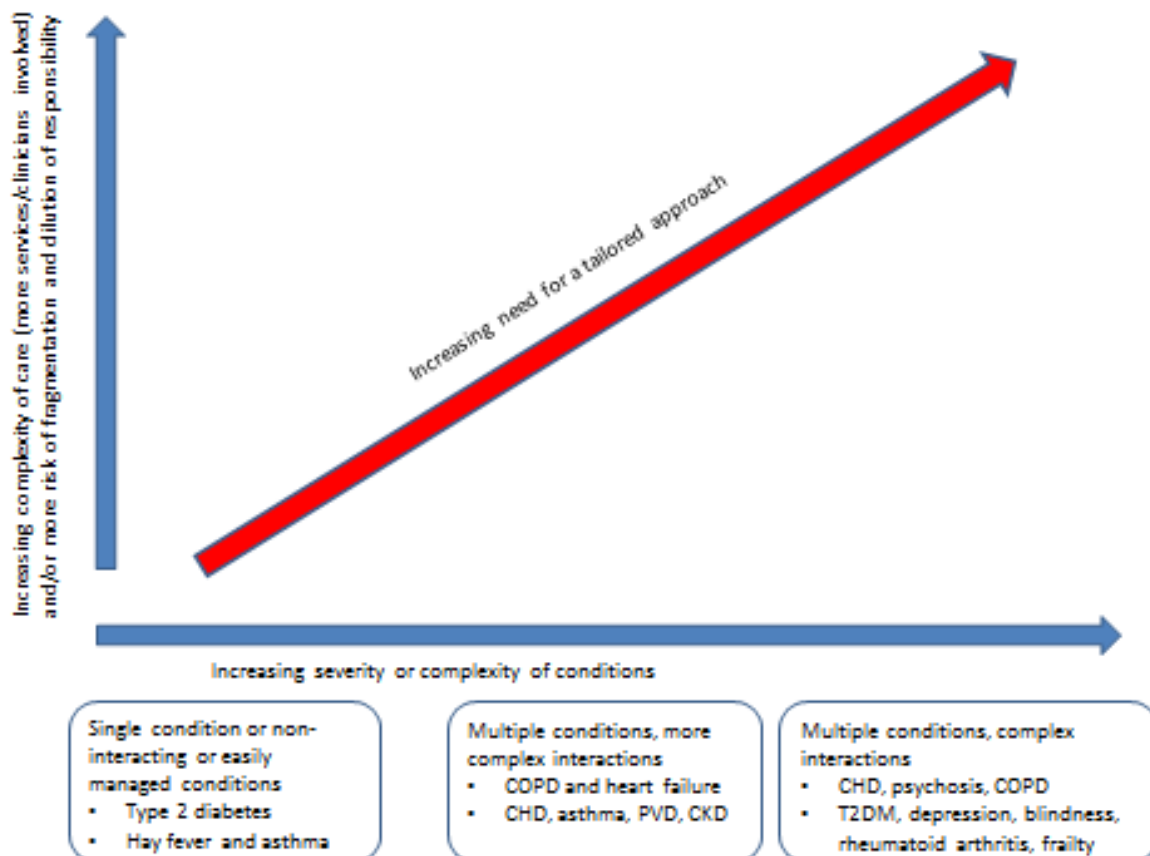 Increasing complexity of care (more services/clinicians involved)
and/or more risk of fragmentation and dilution of responsibility
Increasing need for a tailored approach
Increasing severity or complexity of conditions
Single condition or non-
interacting or easily
managed conditions
• Type 2 diabetes
• Hay fever and asthma
Multiple conditions, more
complex interactions
• COPD and heart failure
• CHD, asthma, PVD, CKD
Multiple conditions, complex
interactions
• CHD, psychosis, COPD
• T2DM, depression, blindness,
rheumatoid arthritis, frailty